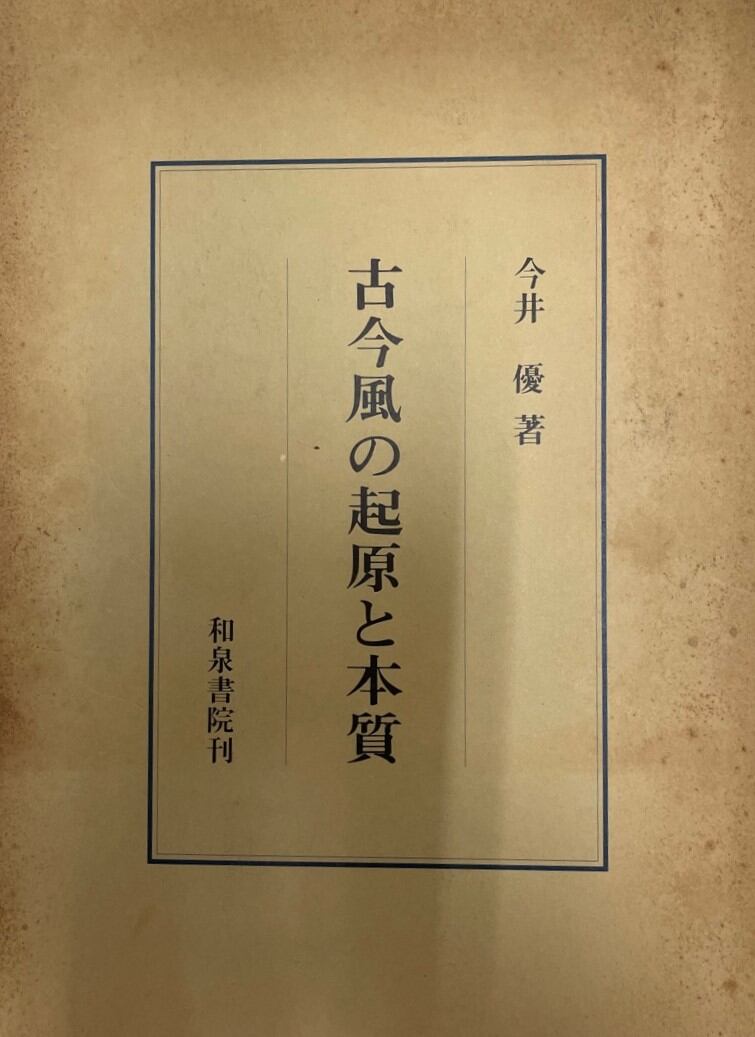 今井 優 著
古今風の起原と本質
和泉書院刊